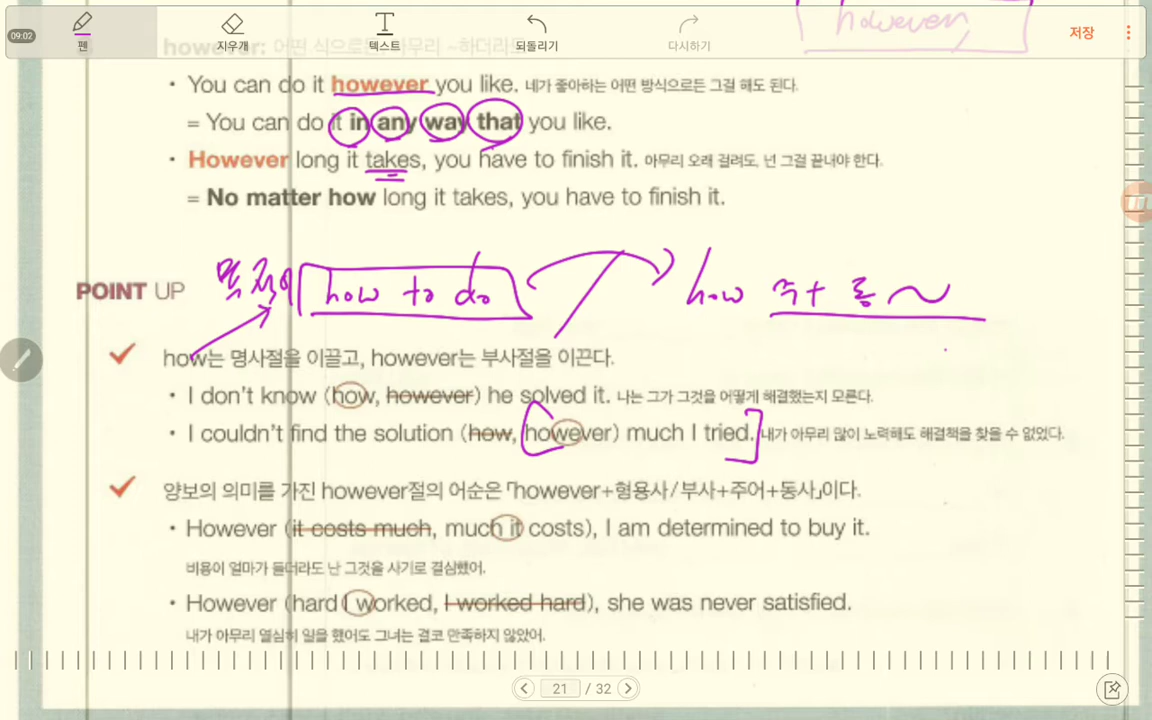 09:02 펜 지우개 텍스트 되돌리기 다시하기 저장
however,
however: 어떤 식으로든, 아무리 ~하더라도
• You can do it however you like. 네가 좋아하는 어떤 방식으로든 그걸 해도 된다.
= You can do it in any way that you like.
• However long it takes, you have to finish it. 아무리 오래 걸려도, 넌 그걸 끝내야 한다.
= No matter how long it takes, you have to finish it.
POINT UP 목적어 how to do how 주+동~
how는 명사절을 이끌고, however는 부사절을 이끈다.
• I don't know (how, however) he solved it. 나는 그가 그것을 어떻게 해결했는지 모른다.
• I couldn't find the solution (how, however) much I tried. 내가 아무리 많이 노력해도 해결책을 찾을 수 없었다.
양보의 의미를 가진 however절의 어순은 「however+형용사/부사+주어+동사」이다.
• However (it costs much, much it costs), I am determined to buy it.
비용이 얼마가 들더라도 난 그것을 사기로 결심했어.
• However (hard I worked, I worked hard), she was never satisfied.
내가 아무리 열심히 일을 했어도 그녀는 결코 만족하지 않았어.
21 / 32